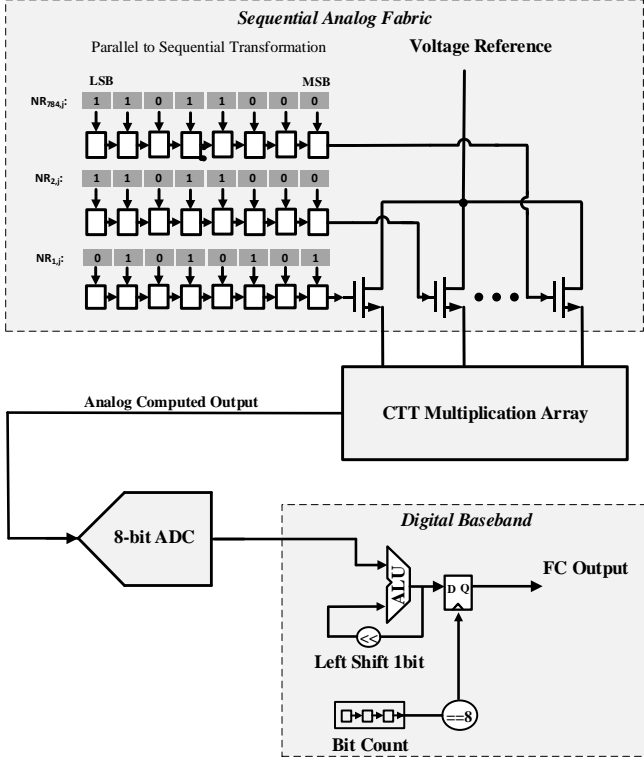 Sequential Analog Fabric
Parallel to Sequential Transformation
Voltage Reference
LSB MSB
NR784,j: 1 1 0 1 1 0 0 0
NR2,j: 1 1 0 1 1 0 0 0
NR1,j: 0 1 0 1 0 1 0 1
CTT Multiplication Array
Analog Computed Output
8-bit ADC
Digital Baseband
ALU
D Q
FC Output
<<
Left Shift 1bit
==8
Bit Count